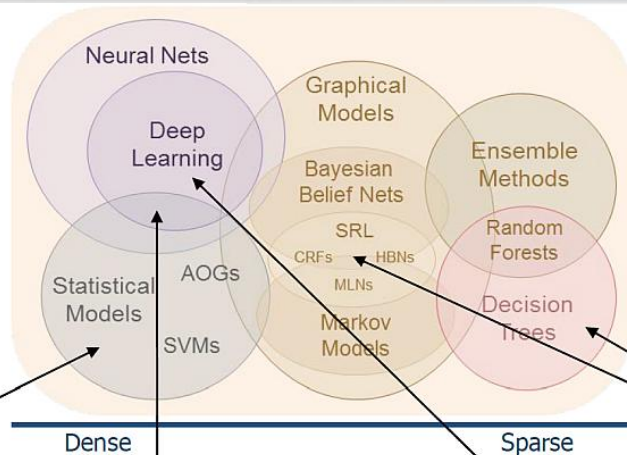 Neural Nets
Deep
Learning
Graphical
Models
Bayesian
Belief Nets
SRL
CRFs
HBNs
MLNs
Markov
Models
Ensemble
Methods
Random
Forests
Decision
Trees
Statistical
Models
AOGs
SVMs
Dense
Sparse